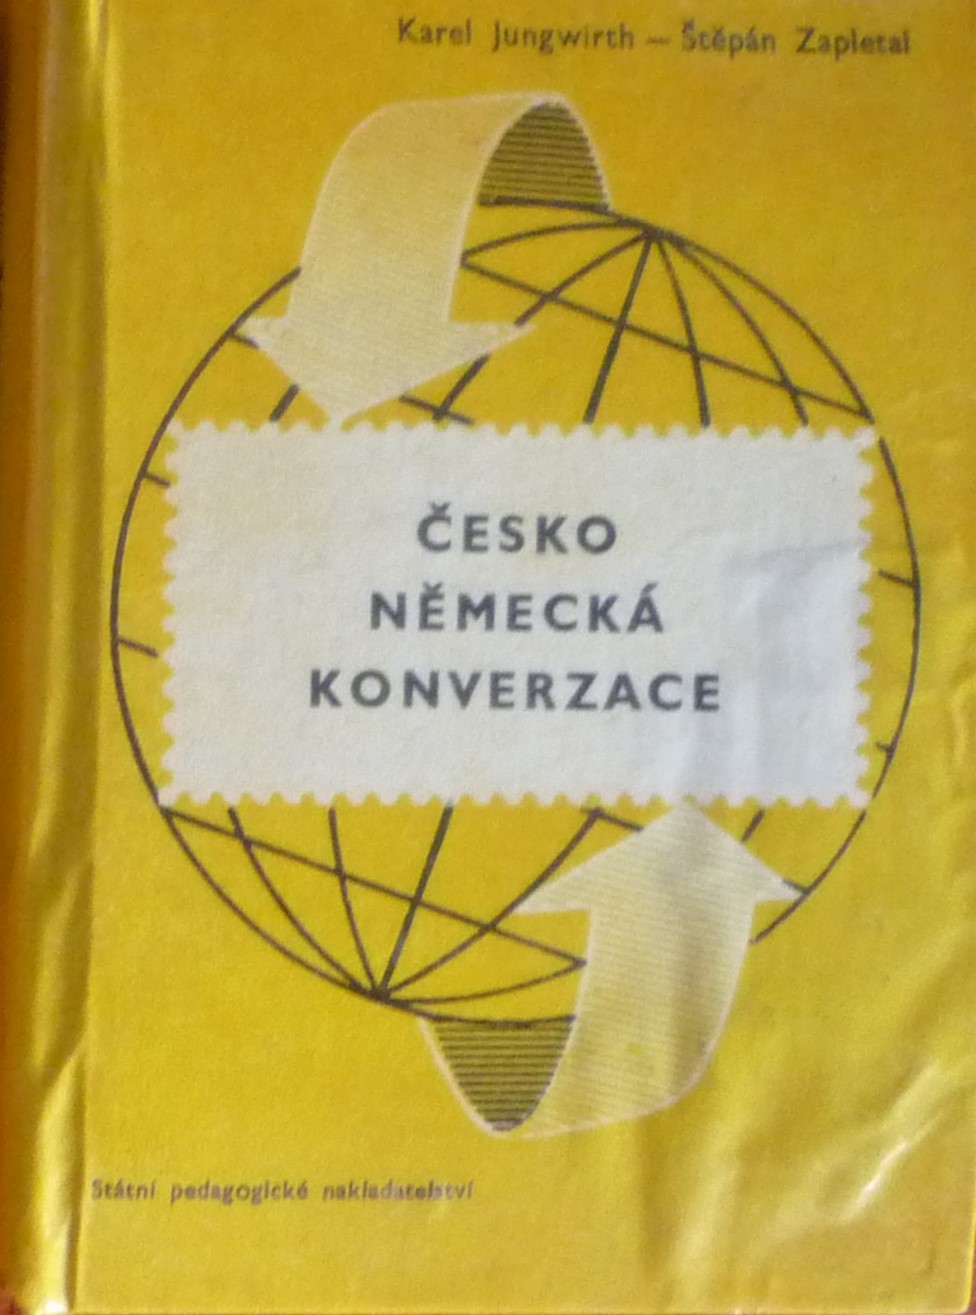 Karel Jungwirth — Štěpán Zapletal
ČESKO
NĚMECKÁ
KONVERZACE
Státní pedagogické nakladatelství